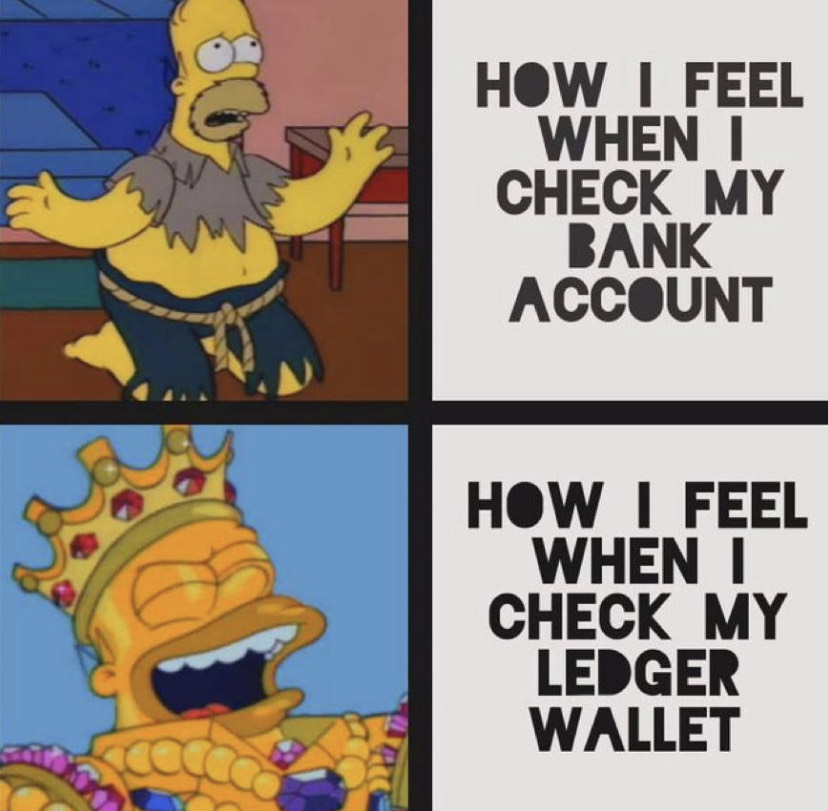 HOW I FEEL
WHEN I
CHECK MY
BANK
ACCOUNT
HOW I FEEL
WHEN I
CHECK MY
LEDGER
WALLET